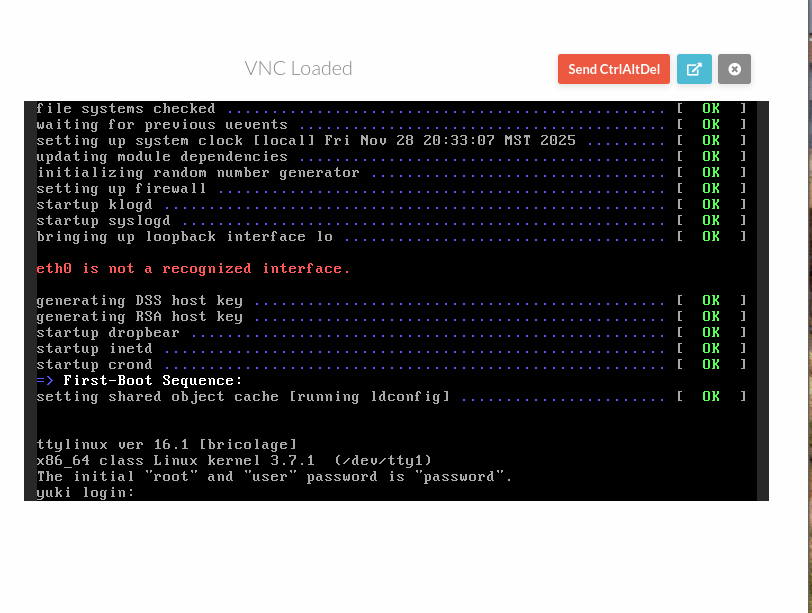 VNC Loaded
Send CtrlAltDel
file systems checked ................................................. [ OK ]
waiting for previous uevents ......................................... [ OK ]
setting up system clock [local] Fri Nov 28 20:33:07 MST 2025 ......... [ OK ]
updating module dependencies ......................................... [ OK ]
initializing random number generator ................................. [ OK ]
setting up firewall .................................................. [ OK ]
startup klogd ........................................................ [ OK ]
startup syslogd ...................................................... [ OK ]
bringing up loopback interface lo .................................... [ OK ]
eth0 is not a recognized interface.
generating DSS host key .............................................. [ OK ]
generating RSA host key .............................................. [ OK ]
startup dropbear ..................................................... [ OK ]
startup inetd ........................................................ [ OK ]
startup crond ........................................................ [ OK ]
=> First-Boot Sequence:
setting shared object cache [running ldconfig] ....................... [ OK ]
ttylinux ver 16.1 [bricolage]
x86_64 class Linux kernel 3.7.1 (/dev/tty1)
The initial "root" and "user" password is "password".
yuki login: